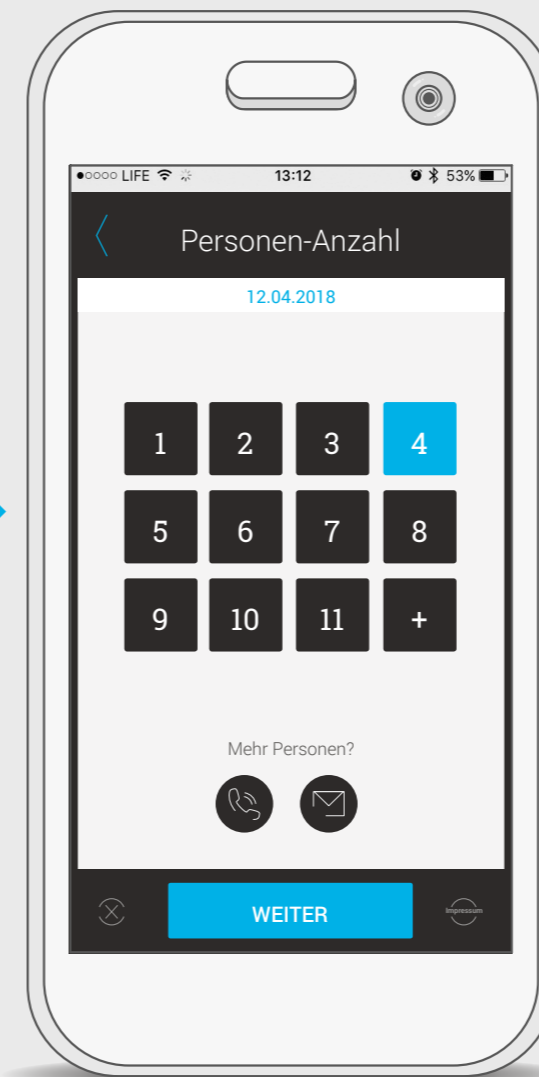 LIFE 13:12 53%
Personen-Anzahl
12.04.2018
1 2 3 4
5 6 7 8
9 10 11 +
Mehr Personen?
WEITER Impressum